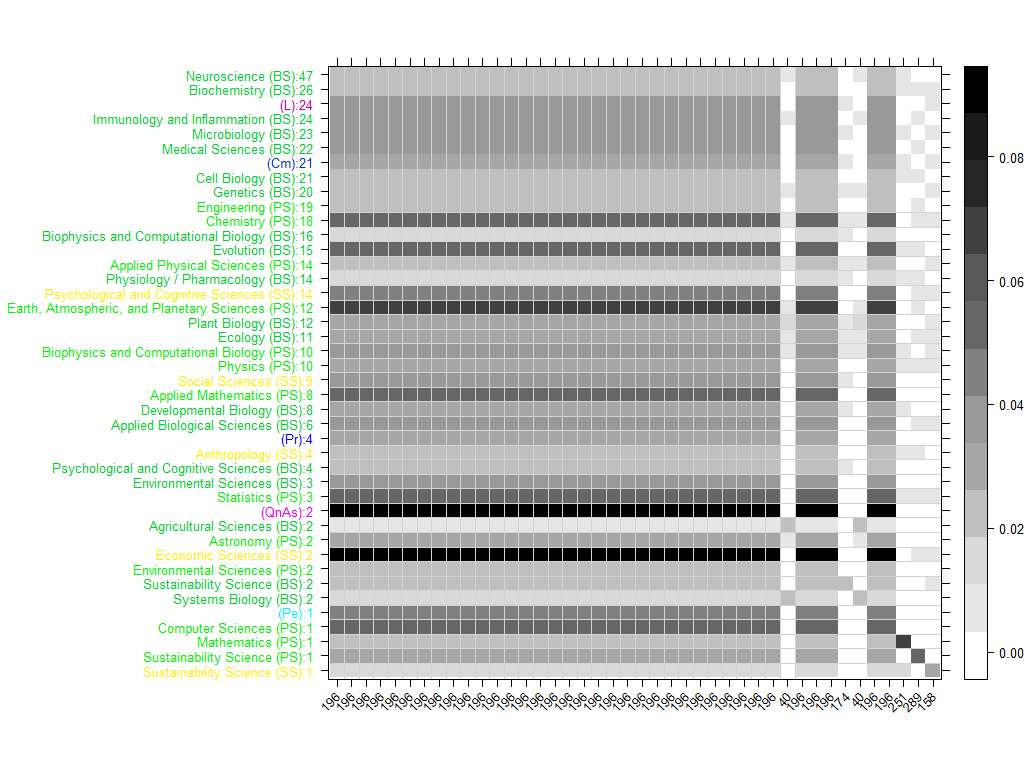 Neuroscience (BS):47
Biochemistry (BS):26
(L):24
Immunology and Inflammation (BS):24
Microbiology (BS):23
Medical Sciences (BS):22
(Cm):21
Cell Biology (BS):21
Genetics (BS):20
Engineering (PS):19
Chemistry (PS):18
Biophysics and Computational Biology (BS):16
Evolution (BS):15
Applied Physical Sciences (PS):14
Physiology / Pharmacology (BS):14
Psychological and Cognitive Sciences (SS):14
Earth, Atmospheric, and Planetary Sciences (PS):12
Plant Biology (BS):12
Ecology (BS):11
Biophysics and Computational Biology (PS):10
Physics (PS):10
Social Sciences (SS):9
Applied Mathematics (PS):8
Developmental Biology (BS):8
Applied Biological Sciences (BS):6
(Pr):4
Anthropology (SS):4
Psychological and Cognitive Sciences (BS):4
Environmental Sciences (BS):3
Statistics (PS):3
(QnAs):2
Agricultural Sciences (BS):2
Astronomy (PS):2
Economic Sciences (SS):2
Environmental Sciences (PS):2
Sustainability Science (BS):2
Systems Biology (BS):2
(Pe):1
Computer Sciences (PS):1
Mathematics (PS):1
Sustainability Science (PS):1
Sustainability Science (SS):1
196 196 196 196 196 196 196 196 196 196 196 196 196 196 196 196 196 196 196 196 196 196 196 196 196 196 196 196 196 196 196 40 196 196 196 174 40 196 196 251 289 158
0.08
0.06
0.04
0.02
0.00